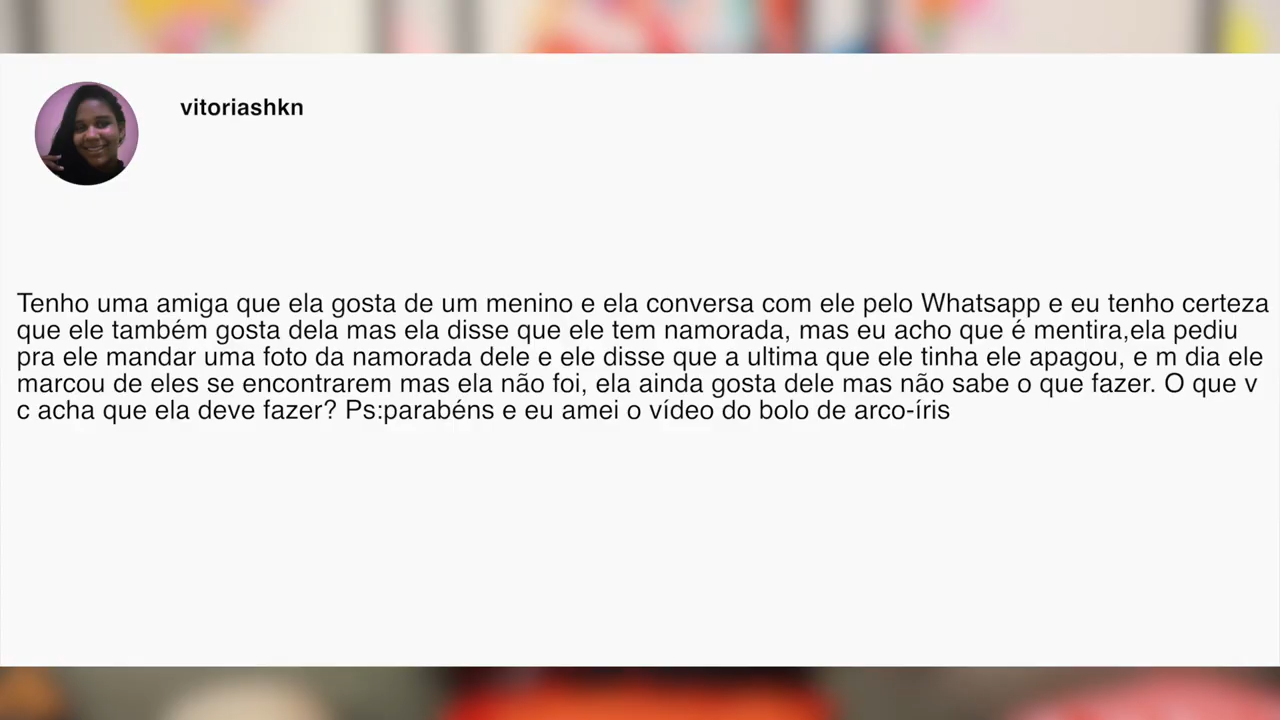 vitoriashkn
Tenho uma amiga que ela gosta de um menino e ela conversa com ele pelo Whatsapp e eu tenho certeza
que ele também gosta dela mas ela disse que ele tem namorada, mas eu acho que é mentira,ela pediu
pra ele mandar uma foto da namorada dele e ele disse que a ultima que ele tinha ele apagou, e m dia ele
marcou de eles se encontrarem mas ela não foi, ela ainda gosta dele mas não sabe o que fazer. O que v
c acha que ela deve fazer? Ps:parabéns e eu amei o vídeo do bolo de arco-íris